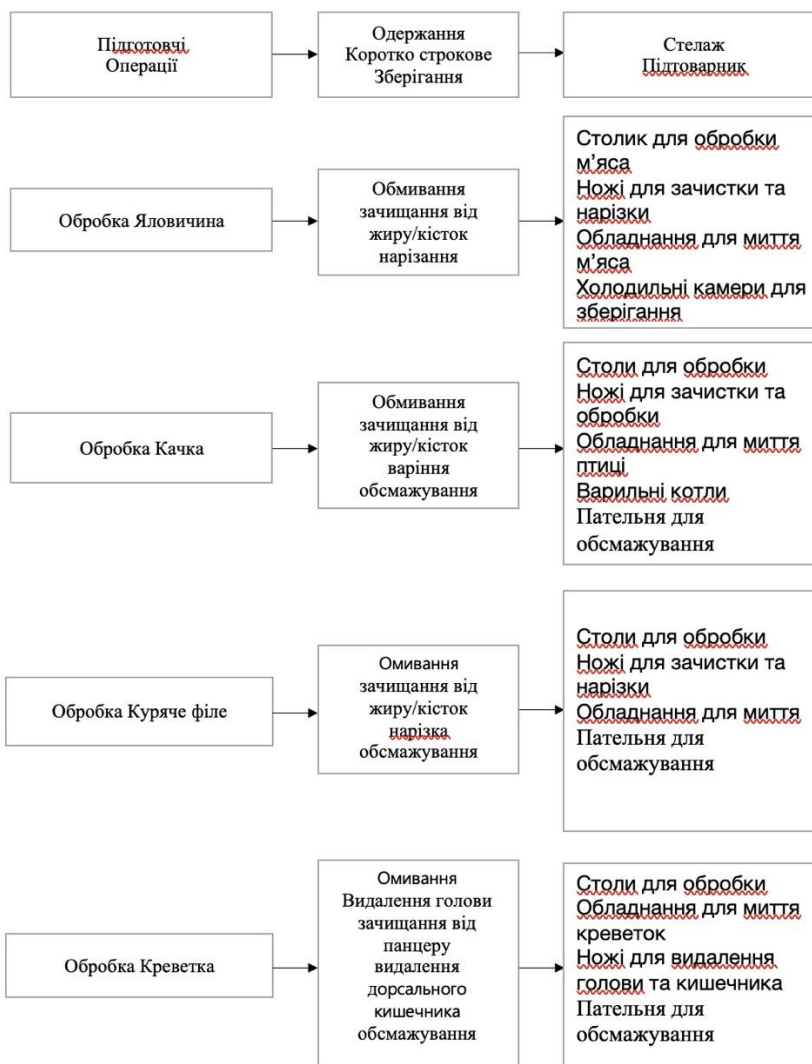 Підготовчі
Операції
Одержання
Коротко строкове
Зберігання
Стелаж
Підтоварник
Обробка Яловичина
Обмивання
зачищання від
жиру/кісток
нарізання
Столик для обробки
м’яса
Ножі для зачистки та
нарізки
Обладнання для миття
м’яса
Холодильні камери для
зберігання
Обробка Качка
Обмивання
зачищання від
жиру/кісток
варіння
обсмажування
Столи для обробки
Ножі для зачистки та
обробки
Обладнання для миття
птиці
Варильні котли
Пательня для
обсмажування
Обробка Куряче філе
Омивання
зачищання від
жиру/кісток
нарізка
обсмажування
Столи для обробки
Ножі для зачистки та
нарізки
Обладнання для миття
Пательня для
обсмажування
Обробка Креветка
Омивання
Видалення голови
зачищання від
панцеру
видалення
дорсального
кишечника
обсмажування
Столи для обробки
Обладнання для миття
креветок
Ножі для видалення
голови та кишечника
Пательня для
обсмажування